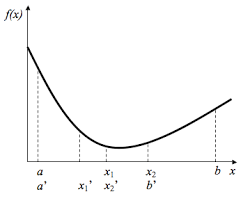 f(x)
a x₁ x₂ b x
a' x₁' x₂' b'